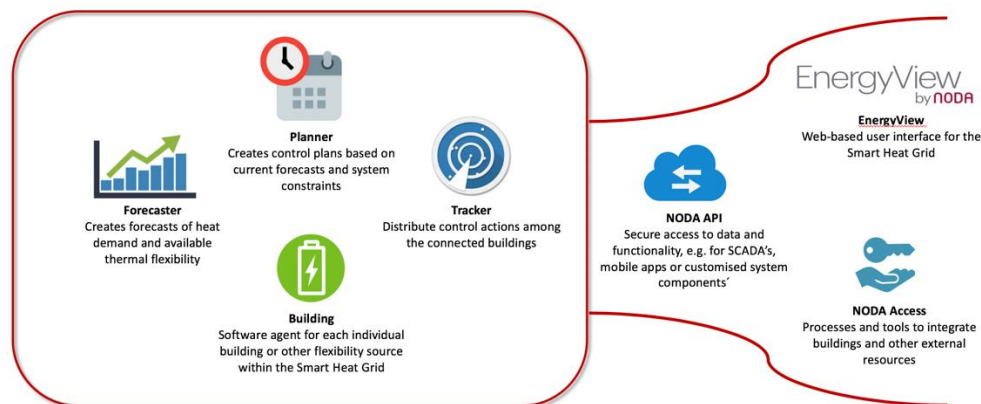 Planner
Creates control plans based on
current forecasts and system
constraints
Forecaster
Creates forecasts of heat
demand and available
thermal flexibility
Tracker
Distribute control actions among
the connected buildings
Building
Software agent for each individual
building or other flexibility source
within the Smart Heat Grid
NODA API
Secure access to data and
functionality, e.g. for SCADA's,
mobile apps or customised system
components´
EnergyView
by NODA
EnergyView
Web-based user interface for the
Smart Heat Grid
NODA Access
Processes and tools to integrate
buildings and other external
resources